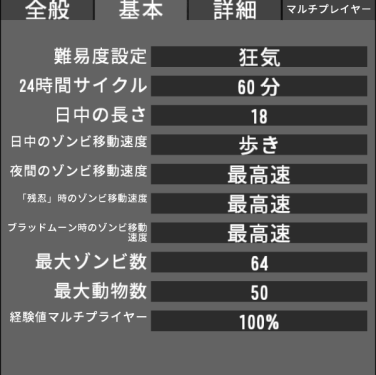 全般 基本 詳細 マルチプレイヤー
難易度設定 狂気
24時間サイクル 60 分
日中の長さ 18
日中のゾンビ移動速度 歩き
夜間のゾンビ移動速度 最高速
「残忍」時のゾンビ移動速度 最高速
ブラッドムーン時のゾンビ移動
速度 最高速
最大ゾンビ数 64
最大動物数 50
経験値マルチプライヤー 100%